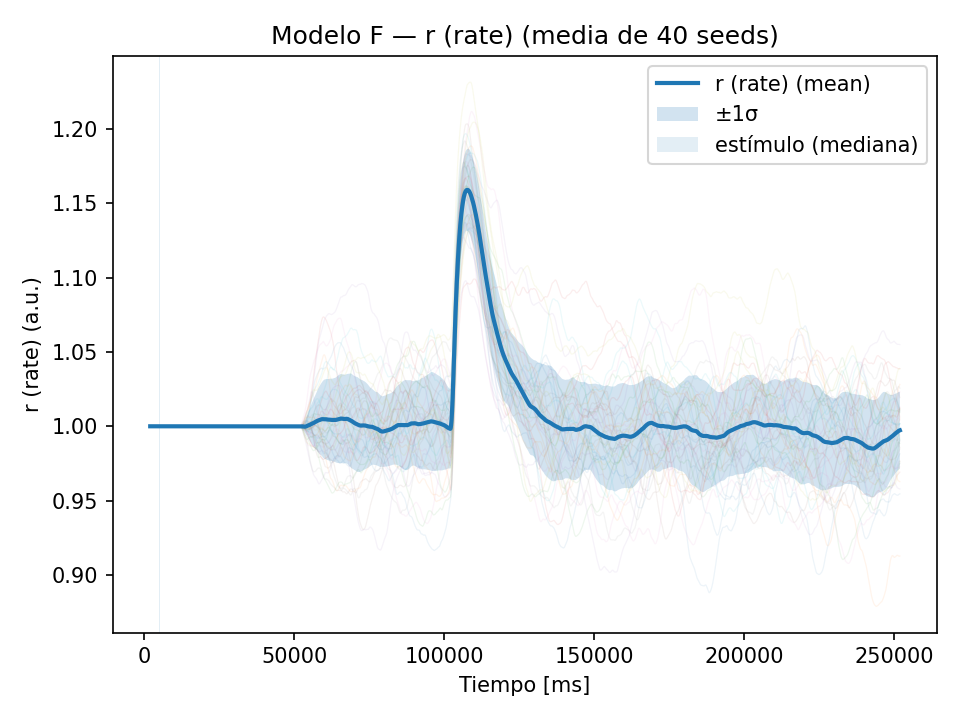 Modelo F — r (rate) (media de 40 seeds)
r (rate) (mean)
±1σ
estímulo (mediana)
1.20
1.15
1.10
1.05
1.00
0.95
0.90
r (rate) (a.u.)
0
50000
100000
150000
200000
250000
Tiempo [ms]